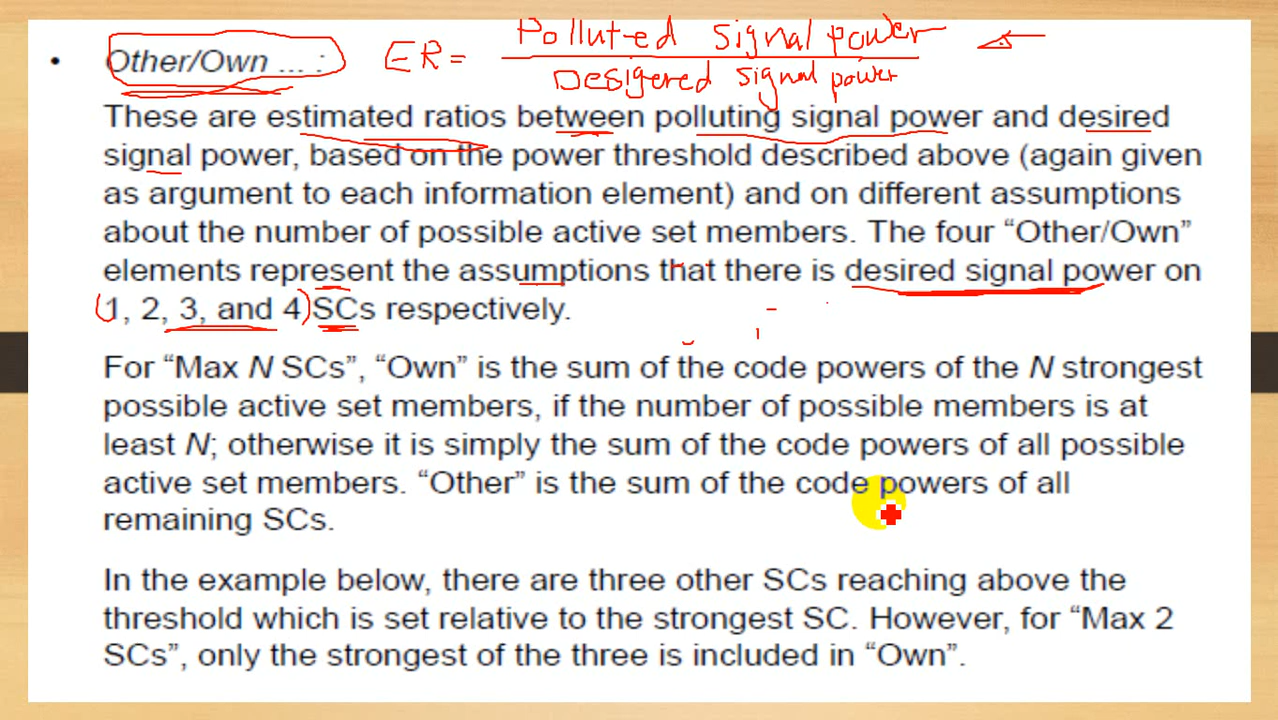 • Other/Own ... :
ER = Polluted signal power
Desigered signal power
These are estimated ratios between polluting signal power and desired
signal power, based on the power threshold described above (again given
as argument to each information element) and on different assumptions
about the number of possible active set members. The four “Other/Own”
elements represent the assumptions that there is desired signal power on
1, 2, 3, and 4 SCs respectively.
For “Max N SCs”, “Own” is the sum of the code powers of the N strongest
possible active set members, if the number of possible members is at
least N; otherwise it is simply the sum of the code powers of all possible
active set members. “Other” is the sum of the code powers of all
remaining SCs.
In the example below, there are three other SCs reaching above the
threshold which is set relative to the strongest SC. However, for “Max 2
SCs”, only the strongest of the three is included in “Own”.